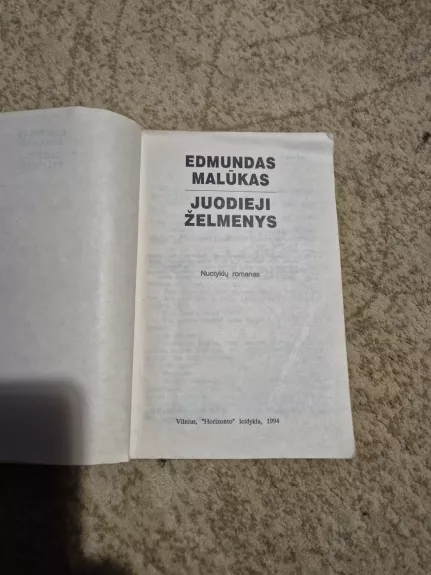 EDMUNDAS
MALŪKAS
JUODIEJI
ŽELMENYS
Nuotykių romanas
Vilnius, "Horizonto" leidykla, 1994